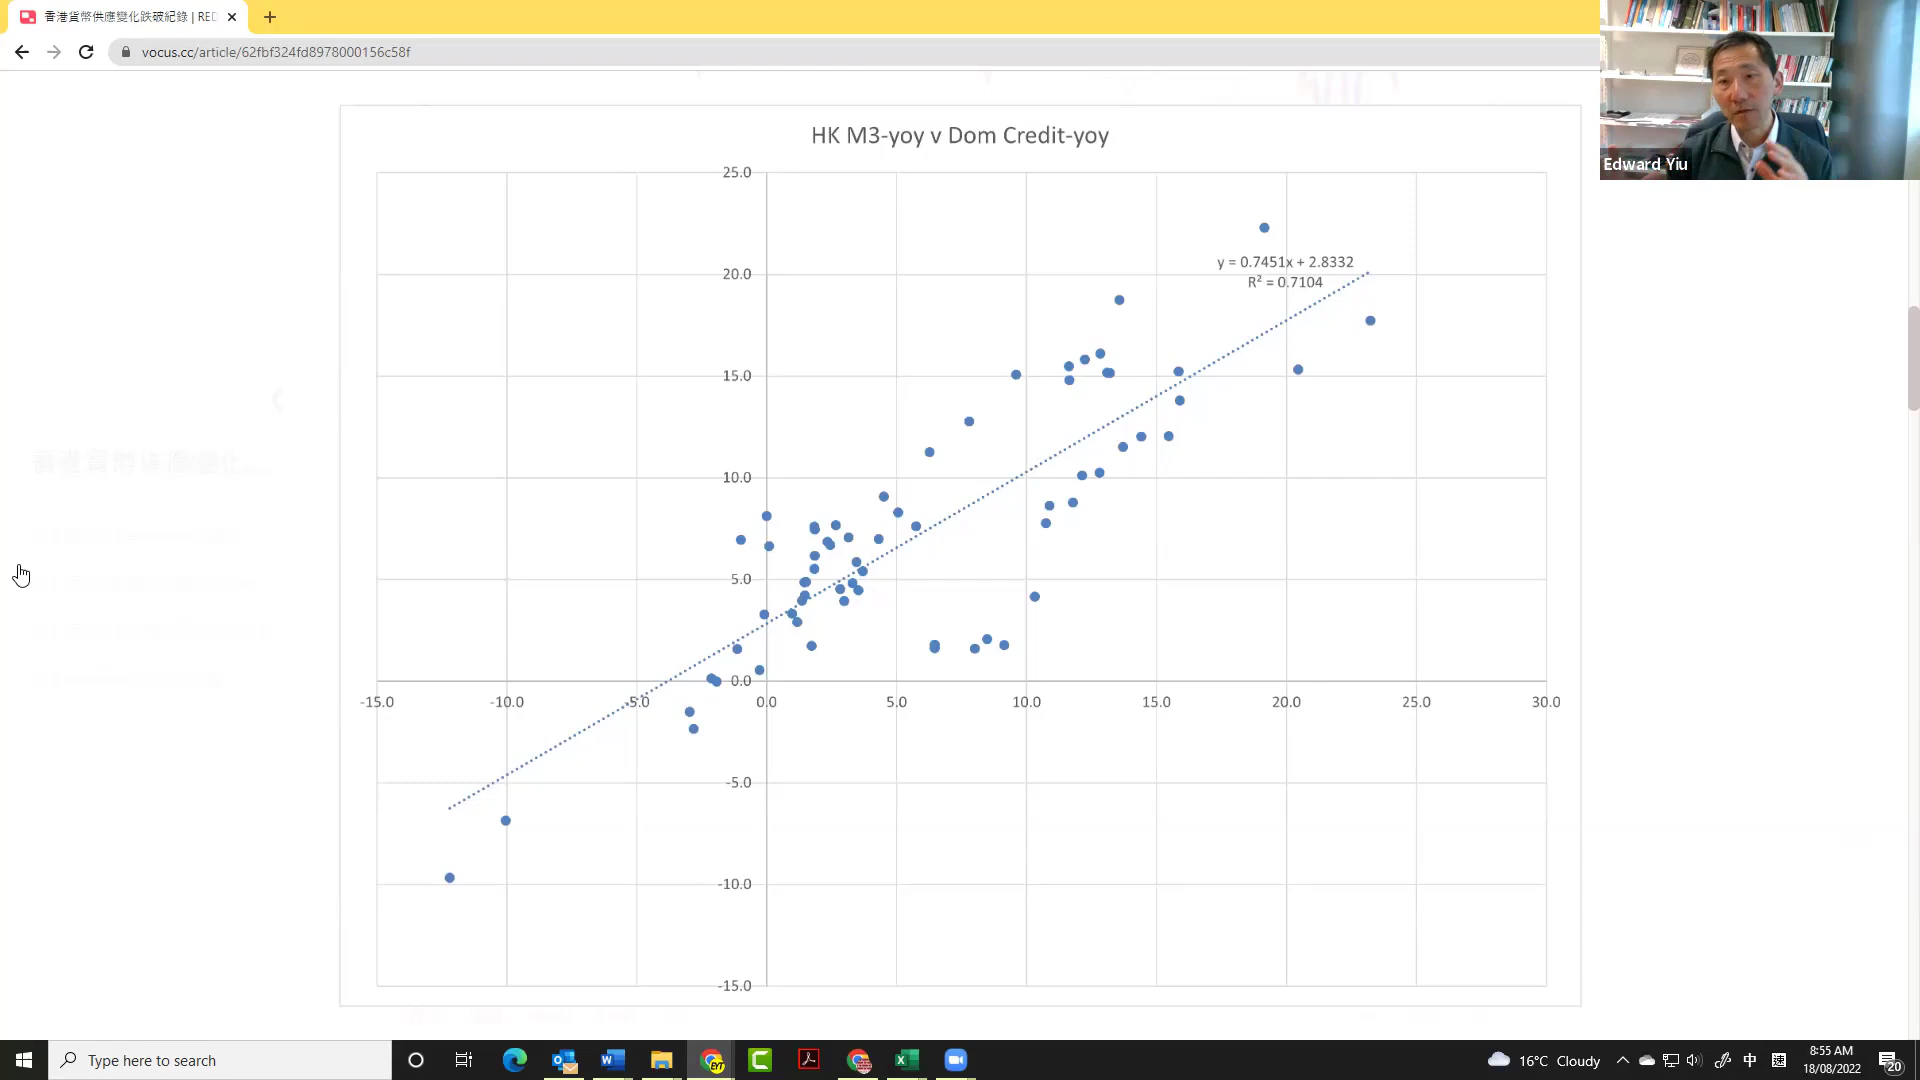 香港貨幣供應變化跌破紀錄 | RED
vocus.cc/article/62fbf324fd8978000156c58f
Edward Yiu
HK M3-yoy v Dom Credit-yoy
25.0
y = 0.7451x + 2.8332
20.0
R² = 0.7104
15.0
10.0
5.0
0.0
-15.0 -10.0 -5.0 0.0 5.0 10.0 15.0 20.0 25.0 30.0
-5.0
-10.0
-15.0
Type here to search
16°C Cloudy
中
8:55 AM
18/08/2022
20